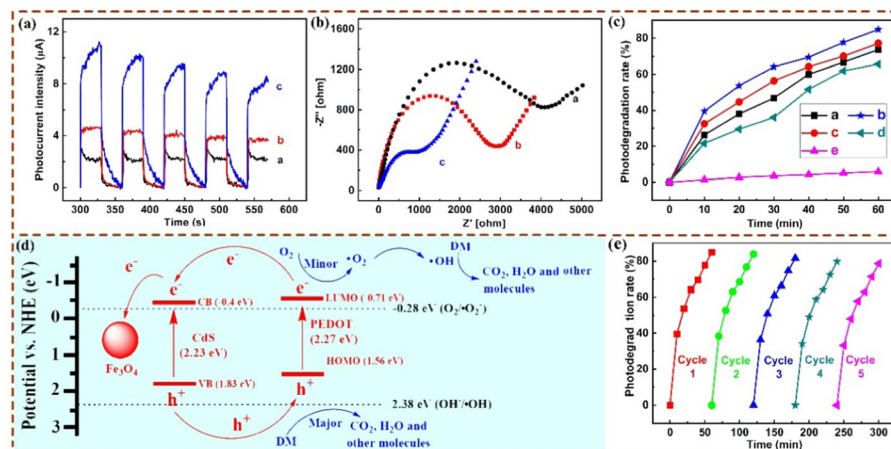 (a)
Photocurrent intensity (μA)
12
8
4
0
c
b
a
300 350 400 450 500 550 600
Time (s)
(b)
-Z'' [ohm]
1600
1200
800
400
0
a
b
c
0 1000 2000 3000 4000 5000
Z' [ohm]
(c)
Photodegradation rate (%)
80
60
40
20
0
a b
c d
e
0 10 20 30 40 50 60
Time (min)
(d)
Potential vs. NHE (eV)
-1
0
1
2
3
e-
e-
e-
CB (-0.4 eV)
CdS
(2.23 eV)
VB (1.83 eV)
h+
h+
Fe3O4
e-
LUMO (-0.71 eV)
PEDOT
(2.27 eV)
HOMO (1.56 eV)
h+
O2
Minor
•O2
•OH
DM
CO2, H2O and other
molecules
-0.28 eV (O2/•O2-)
2.38 eV (OH-/•OH)
DM
Major
CO2, H2O and
other molecules
(e)
Photodegrad ation rate (%)
80
60
40
20
0
Cycle
1
Cycle
2
Cycle
3
Cycle
4
Cycle
5
0 50 100 150 200 250 300
Time (min)